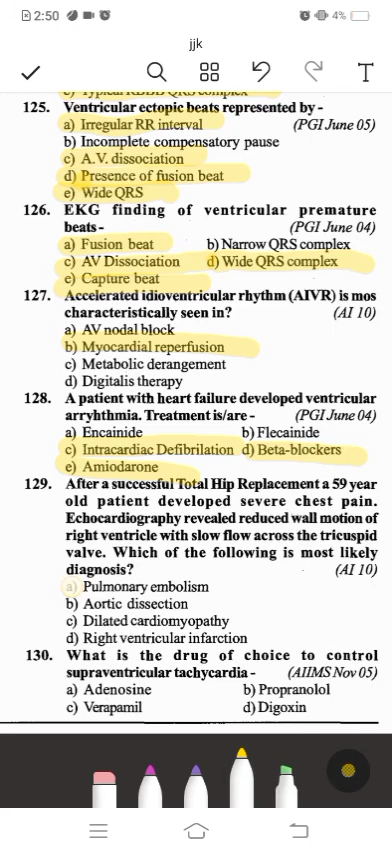 2:50 4%
jjk
T
e) Typical RBBB QRS complex
125. Ventricular ectopic beats represented by -
a) Irregular RR interval (PGI June 05)
b) Incomplete compensatory pause
c) A.V. dissociation
d) Presence of fusion beat
e) Wide QRS
126. EKG finding of ventricular premature
beats- (PGI June 04)
a) Fusion beat b) Narrow QRS complex
c) AV Dissociation d) Wide QRS complex
e) Capture beat
127. Accelerated idioventricular rhythm (AIVR) is mos
characteristically seen in? (AI 10)
a) AV nodal block
b) Myocardial reperfusion
c) Metabolic derangement
d) Digitalis therapy
128. A patient with heart failure developed ventricular
arryhthmia. Treatment is/are - (PGI June 04)
a) Encainide b) Flecainide
c) Intracardiac Defibrilation d) Beta-blockers
e) Amiodarone
129. After a successful Total Hip Replacement a 59 year
old patient developed severe chest pain.
Echocardiography revealed reduced wall motion of
right ventricle with slow flow across the tricuspid
valve. Which of the following is most likely
diagnosis? (AI 10)
a) Pulmonary embolism
b) Aortic dissection
c) Dilated cardiomyopathy
d) Right ventricular infarction
130. What is the drug of choice to control
supraventricular tachycardia - (AIIMS Nov 05)
a) Adenosine b) Propranolol
c) Verapamil d) Digoxin